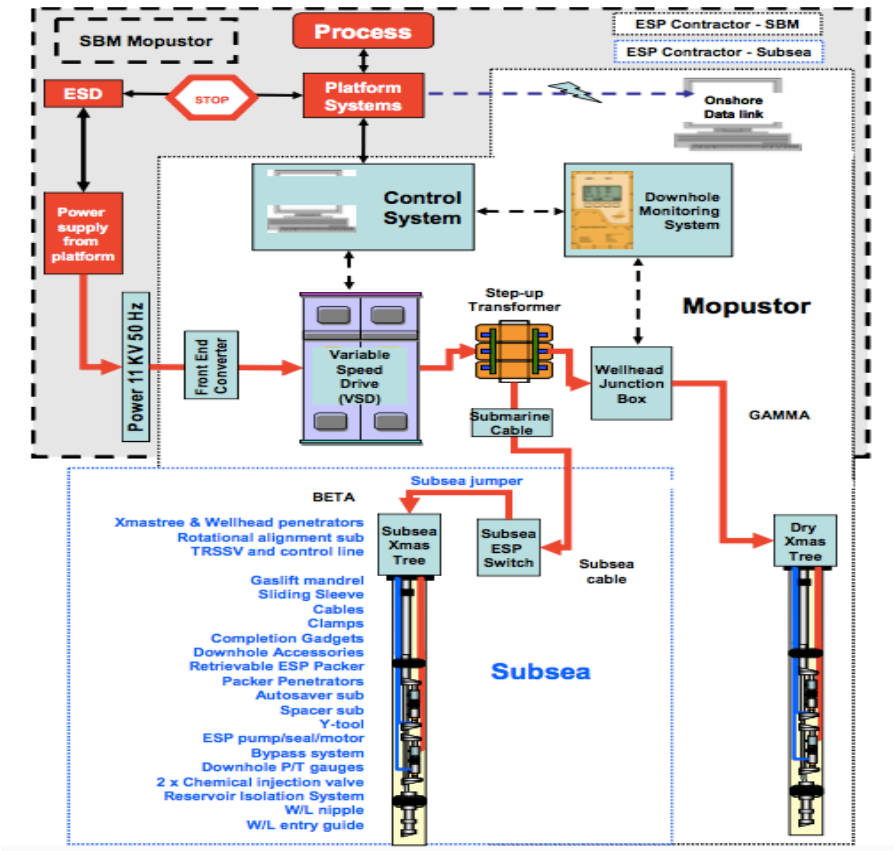 SBM Mopustor
Process
ESP Contractor - SBM
ESP Contractor - Subsea
ESD
STOP
Platform
Systems
Onshore
Data link
Control
System
Downhole
Monitoring
System
Power
supply
from
platform
Power 11 KV 50 Hz
Front End
Converter
Variable
Speed
Drive
(VSD)
Step-up
Transformer
Mopustor
Wellhead
Junction
Box
Submarine
Cable
GAMMA
Subsea jumper
BETA
Xmastree & Wellhead penetrators
Rotational alignment sub
TRSSV and control line
Gaslift mandrel
Sliding Sleeve
Cables
Clamps
Completion Gadgets
Downhole Accessories
Retrievable ESP Packer
Packer Penetrators
Autosaver sub
Spacer sub
Y-tool
ESP pump/seal/motor
Bypass system
Downhole P/T gauges
2 x Chemical injection valve
Reservoir Isolation System
W/L nipple
W/L entry guide
Subsea
Xmas
Tree
Subsea
ESP
Switch
Subsea
cable
Dry
Xmas
Tree
Subsea